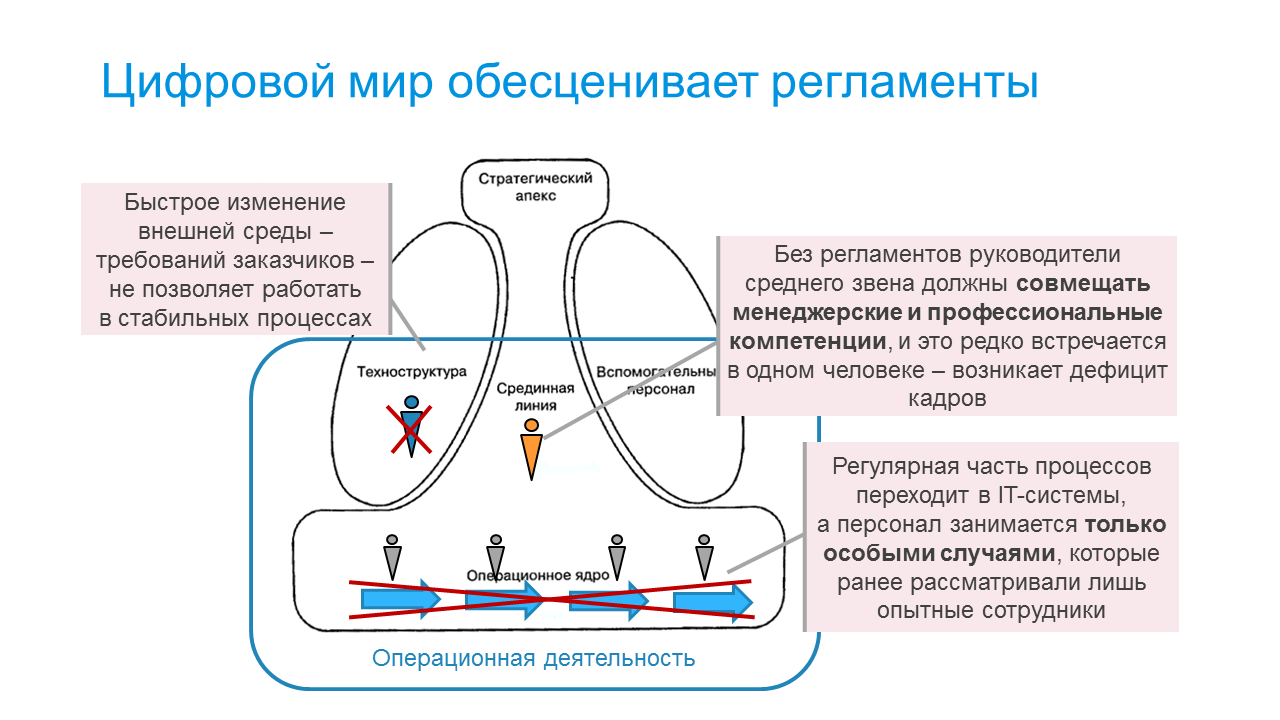 Цифровой мир обесценивает регламенты
Стратегический
апекс
Быстрое изменение
внешней среды –
требований заказчиков –
не позволяет работать
в стабильных процессах
Без регламентов руководители
среднего звена должны совмещать
менеджерские и профессиональные
компетенции, и это редко встречается
в одном человеке – возникает дефицит
кадров
Техноструктура
Срединная
линия
Вспомогательны
персонал
Регулярная часть процессов
переходит в IT-системы,
а персонал занимается только
особыми случаями, которые
ранее рассматривали лишь
опытные сотрудники
Операционное ядро
Операционная деятельность